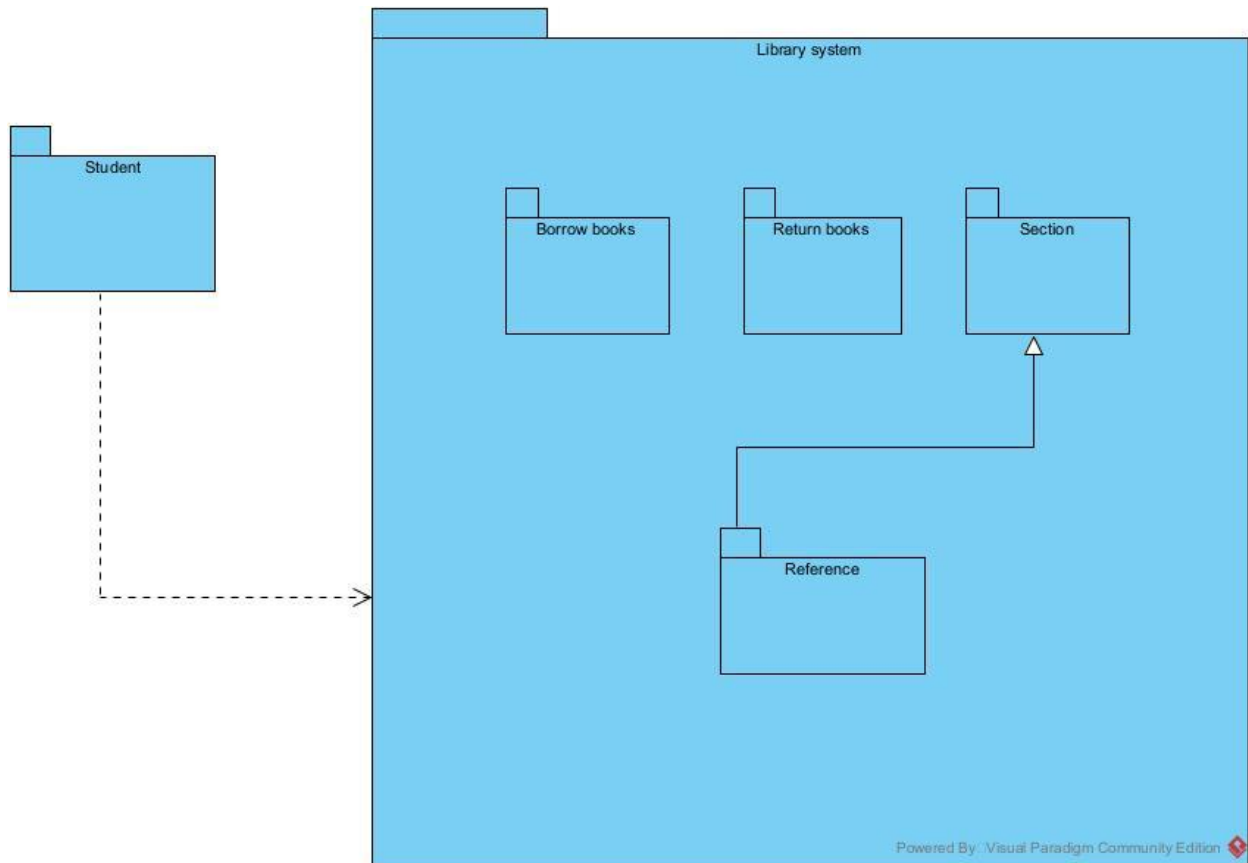 Library system
Student
Borrow books
Return books
Section
Reference
Powered By Visual Paradigm Community Edition